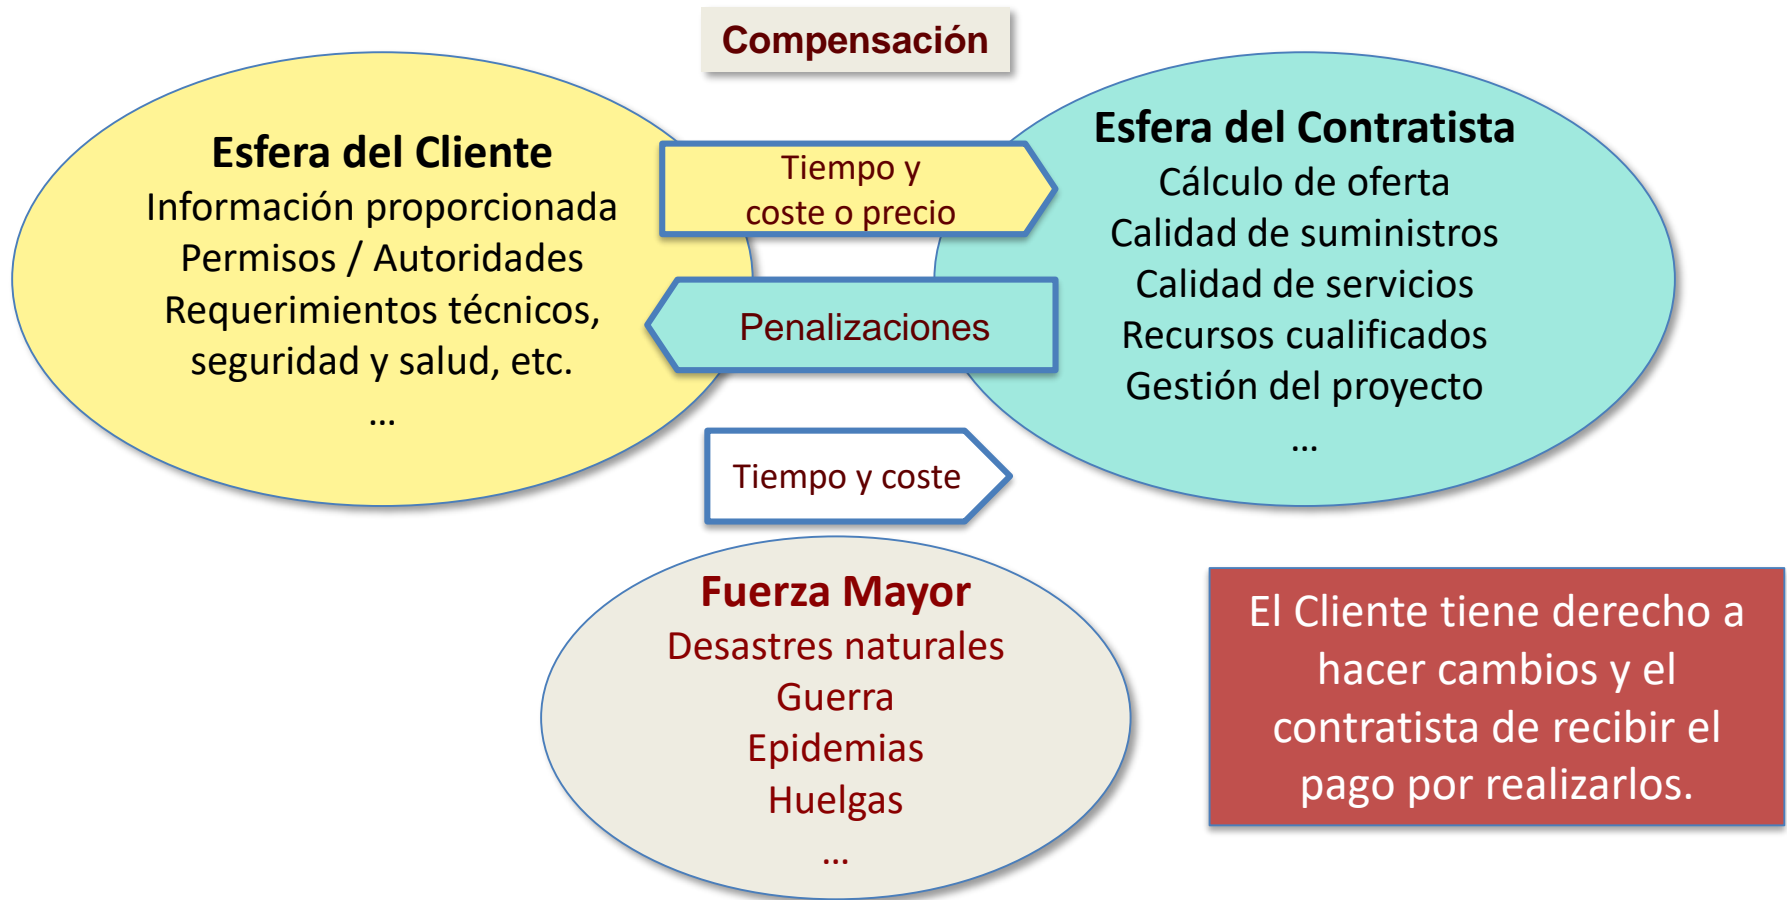 Compensación
Esfera del Cliente
Información proporcionada
Permisos / Autoridades
Requerimientos técnicos,
seguridad y salud, etc.
...
Tiempo y
coste o precio
Penalizaciones
Esfera del Contratista
Cálculo de oferta
Calidad de suministros
Calidad de servicios
Recursos cualificados
Gestión del proyecto
...
Tiempo y coste
Fuerza Mayor
Desastres naturales
Guerra
Epidemias
Huelgas
...
El Cliente tiene derecho a
hacer cambios y el
contratista de recibir el
pago por realizarlos.